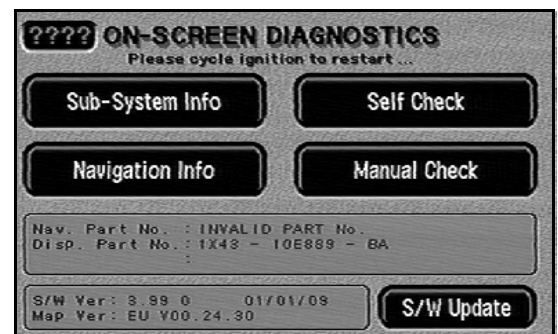 ???? ON-SCREEN DIAGNOSTICS
Please cycle ignition to restart ...
Sub-System Info
Self Check
Navigation Info
Manual Check
Nav. Part No. : INVALID PART No.
Disp. Part No.: 1X43 - 10E889 - BA
:
S/W Ver: 3.99 0 01/01/09
Map Ver: EU V00.24.30
S/W Update